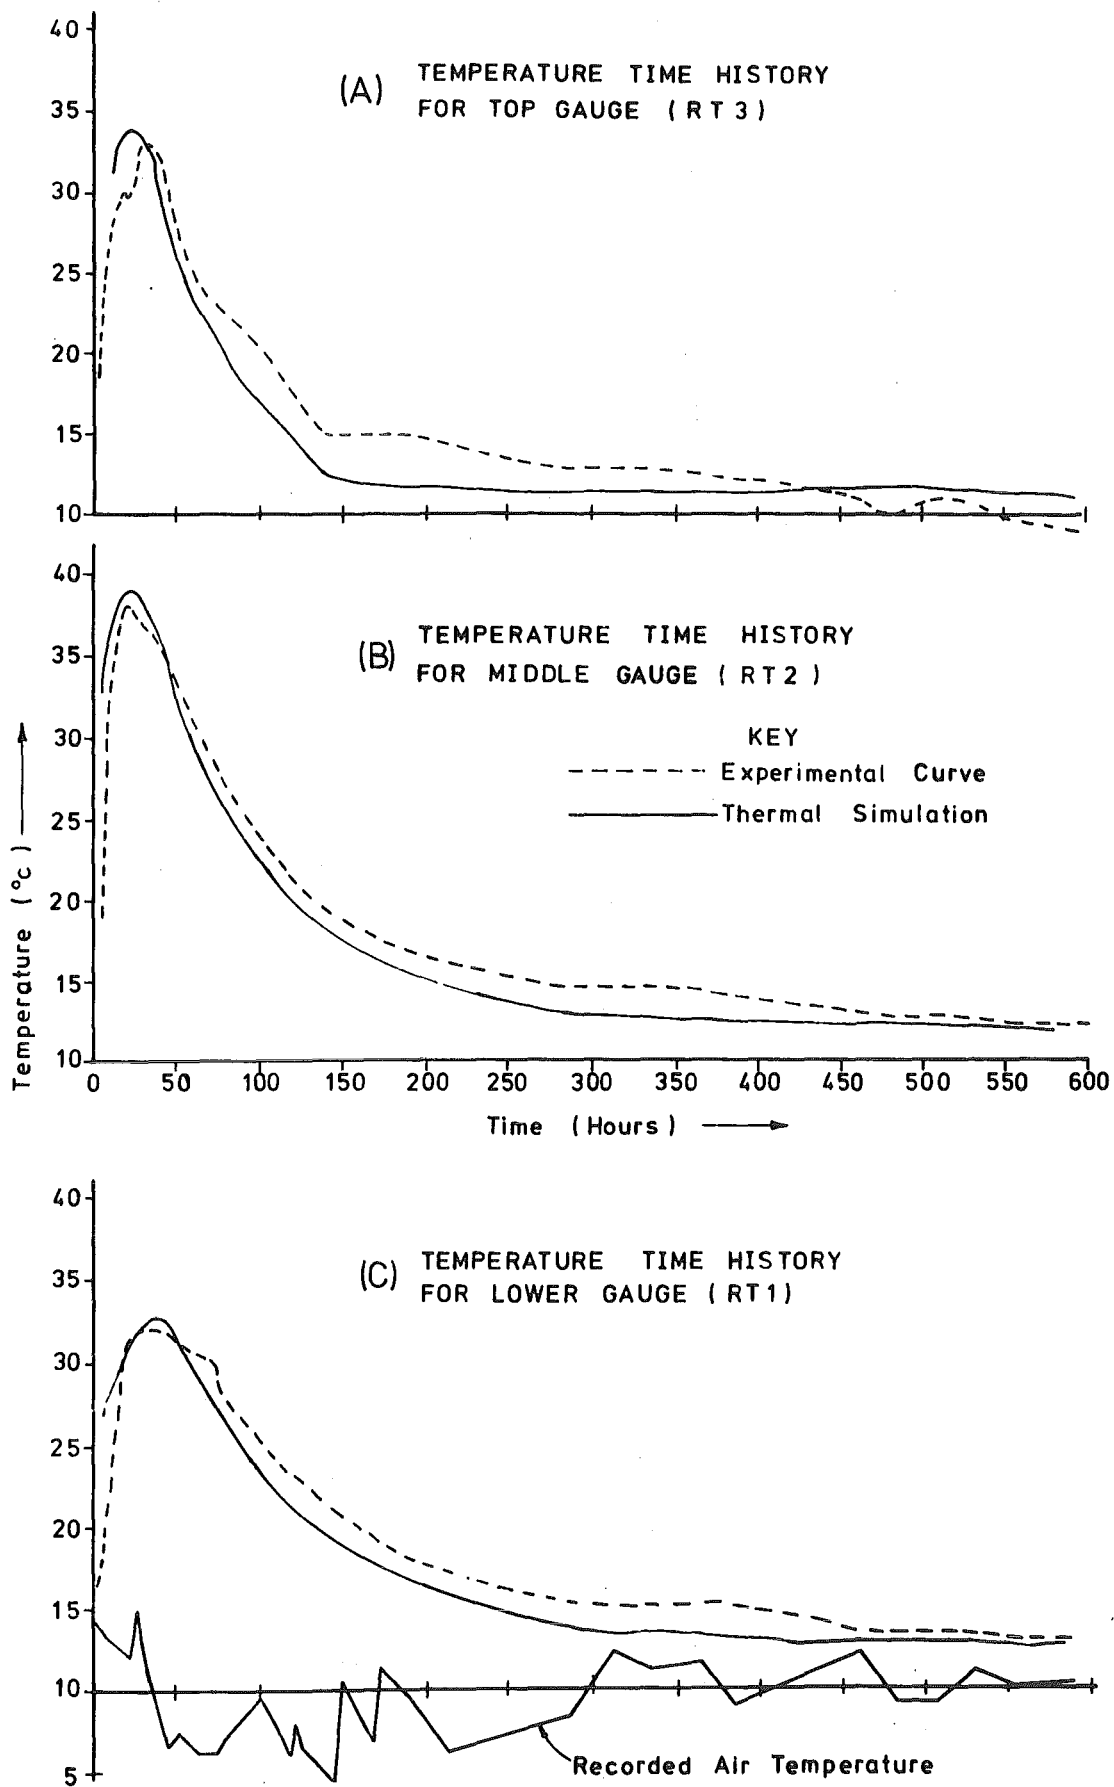 40
(A) TEMPERATURE TIME HISTORY
FOR TOP GAUGE (RT3)
35
30
25
20
15
10
40
(B) TEMPERATURE TIME HISTORY
FOR MIDDLE GAUGE (RT2)
35
KEY
30
Experimental Curve
Thermal Simulation
25
20
15
10
Temperature (°c)
0 50 100 150 200 250 300 350 400 450 500 550 600
Time (Hours)
40
(C) TEMPERATURE TIME HISTORY
FOR LOWER GAUGE (RT1)
35
30
25
20
15
10
5
Recorded Air Temperature